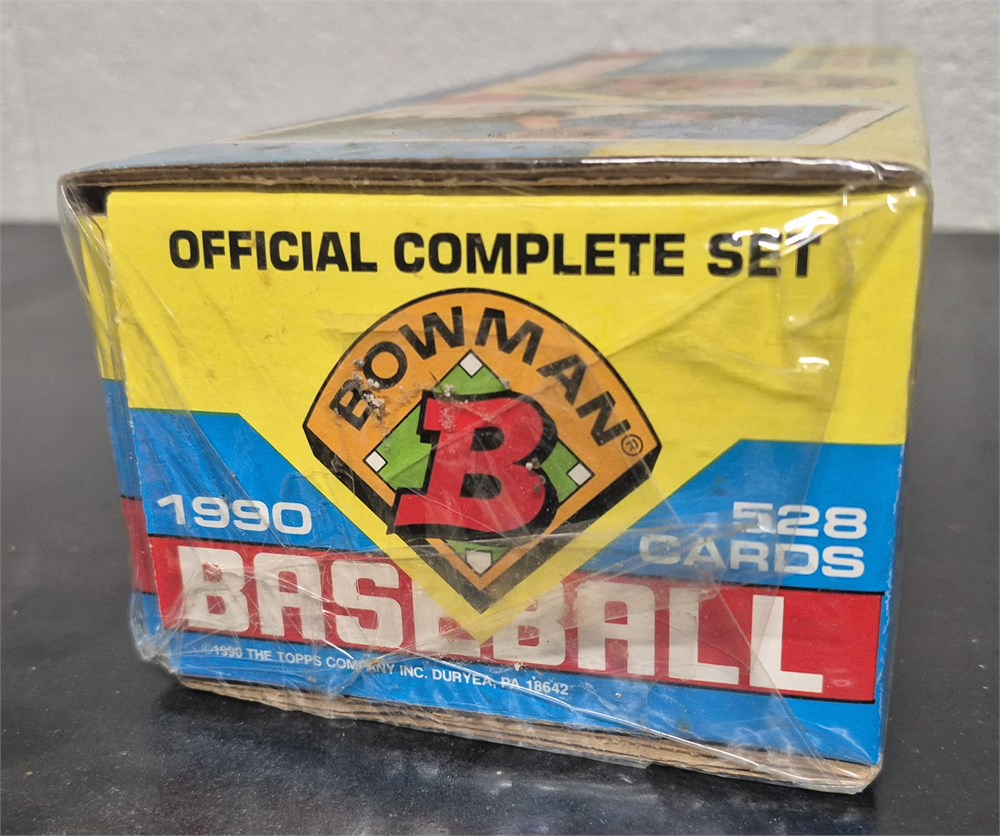 OFFICIAL COMPLETE SET
BOWMAN®
B
1990
528
CARDS
BASEBALL
©1990 THE TOPPS COMPANY INC. DURYEA, PA 18642